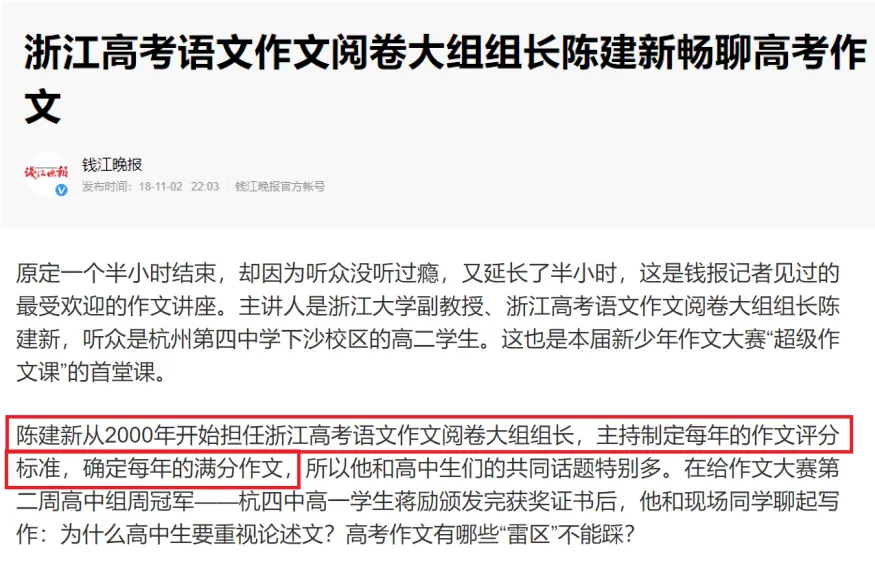 浙江高考语文作文阅卷大组组长陈建新畅聊高考作
文
钱江晚报
钱江晚报
发布时间：18-11-02 22:03 钱江晚报官方帐号
原定一个半小时结束，却因为听众没听过瘾，又延长了半小时，这是钱报记者见过的
最受欢迎的作文讲座。主讲人是浙江大学副教授、浙江高考语文作文阅卷大组组长陈
建新，听众是杭州第四中学下沙校区的高二学生。这也是本届新少年作文大赛“超级作
文课”的首堂课。
陈建新从2000年开始担任浙江高考语文作文阅卷大组组长，主持制定每年的作文评分
标准，确定每年的满分作文，所以他和高中生们的共同话题特别多。在给作文大赛第
二周高中组周冠军——杭四中高一学生蒋励颁发完获奖证书后，他和现场同学聊起写
作：为什么高中生要重视论述文？高考作文有哪些“雷区”不能踩？